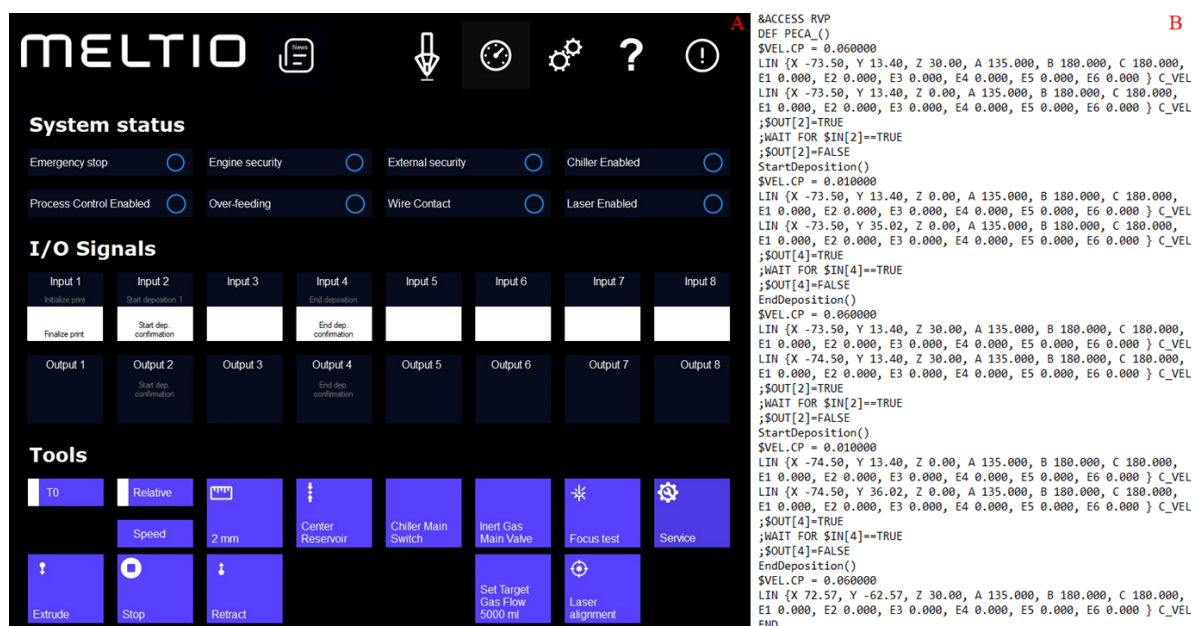 MELTIO
News
?
!
A
System status
Emergency stop
Engine security
External security
Chiller Enabled
Process Control Enabled
Over-feeding
Wire Contact
Laser Enabled
I/O Signals
Input 1
Input 2
Input 3
Input 4
Input 5
Input 6
Input 7
Input 8
Initialize print
Start deposition 1
End deposition
Finalize print
Start dep.
confirmation
End dep.
confirmation
Output 1
Output 2
Output 3
Output 4
Output 5
Output 6
Output 7
Output 8
Start dep.
confirmation
End dep.
confirmation
Tools
T0
Relative
Speed
2 mm
Center
Reservoir
Chiller Main
Switch
Inert Gas
Main Valve
Focus test
Service
Extrude
Stop
Retract
Set Target
Gas Flow
5000 ml
Laser
alignment
B
&ACCESS RVP
DEF PECA_()
$VEL.CP = 0.060000
LIN {X -73.50, Y 13.40, Z 30.00, A 135.000, B 180.000, C 180.000,
E1 0.000, E2 0.000, E3 0.000, E4 0.000, E5 0.000, E6 0.000 } C_VEL
LIN {X -73.50, Y 13.40, Z 0.00, A 135.000, B 180.000, C 180.000,
E1 0.000, E2 0.000, E3 0.000, E4 0.000, E5 0.000, E6 0.000 } C_VEL
;$OUT[2]=TRUE
;WAIT FOR $IN[2]==TRUE
;$OUT[2]=FALSE
StartDeposition()
$VEL.CP = 0.010000
LIN {X -73.50, Y 13.40, Z 0.00, A 135.000, B 180.000, C 180.000,
E1 0.000, E2 0.000, E3 0.000, E4 0.000, E5 0.000, E6 0.000 } C_VEL
LIN {X -73.50, Y 35.02, Z 0.00, A 135.000, B 180.000, C 180.000,
E1 0.000, E2 0.000, E3 0.000, E4 0.000, E5 0.000, E6 0.000 } C_VEL
;$OUT[4]=TRUE
;WAIT FOR $IN[4]==TRUE
;$OUT[4]=FALSE
EndDeposition()
$VEL.CP = 0.060000
LIN {X -73.50, Y 13.40, Z 30.00, A 135.000, B 180.000, C 180.000,
E1 0.000, E2 0.000, E3 0.000, E4 0.000, E5 0.000, E6 0.000 } C_VEL
LIN {X -74.50, Y 13.40, Z 30.00, A 135.000, B 180.000, C 180.000,
E1 0.000, E2 0.000, E3 0.000, E4 0.000, E5 0.000, E6 0.000 } C_VEL
;$OUT[2]=TRUE
;WAIT FOR $IN[2]==TRUE
;$OUT[2]=FALSE
StartDeposition()
$VEL.CP = 0.010000
LIN {X -74.50, Y 13.40, Z 0.00, A 135.000, B 180.000, C 180.000,
E1 0.000, E2 0.000, E3 0.000, E4 0.000, E5 0.000, E6 0.000 } C_VEL
LIN {X -74.50, Y 36.02, Z 0.00, A 135.000, B 180.000, C 180.000,
E1 0.000, E2 0.000, E3 0.000, E4 0.000, E5 0.000, E6 0.000 } C_VEL
;$OUT[4]=TRUE
;WAIT FOR $IN[4]==TRUE
;$OUT[4]=FALSE
EndDeposition()
$VEL.CP = 0.060000
LIN {X 72.57, Y -62.57, Z 30.00, A 135.000, B 180.000, C 180.000,
E1 0.000, E2 0.000, E3 0.000, E4 0.000, E5 0.000, E6 0.000 } C_VEL
END